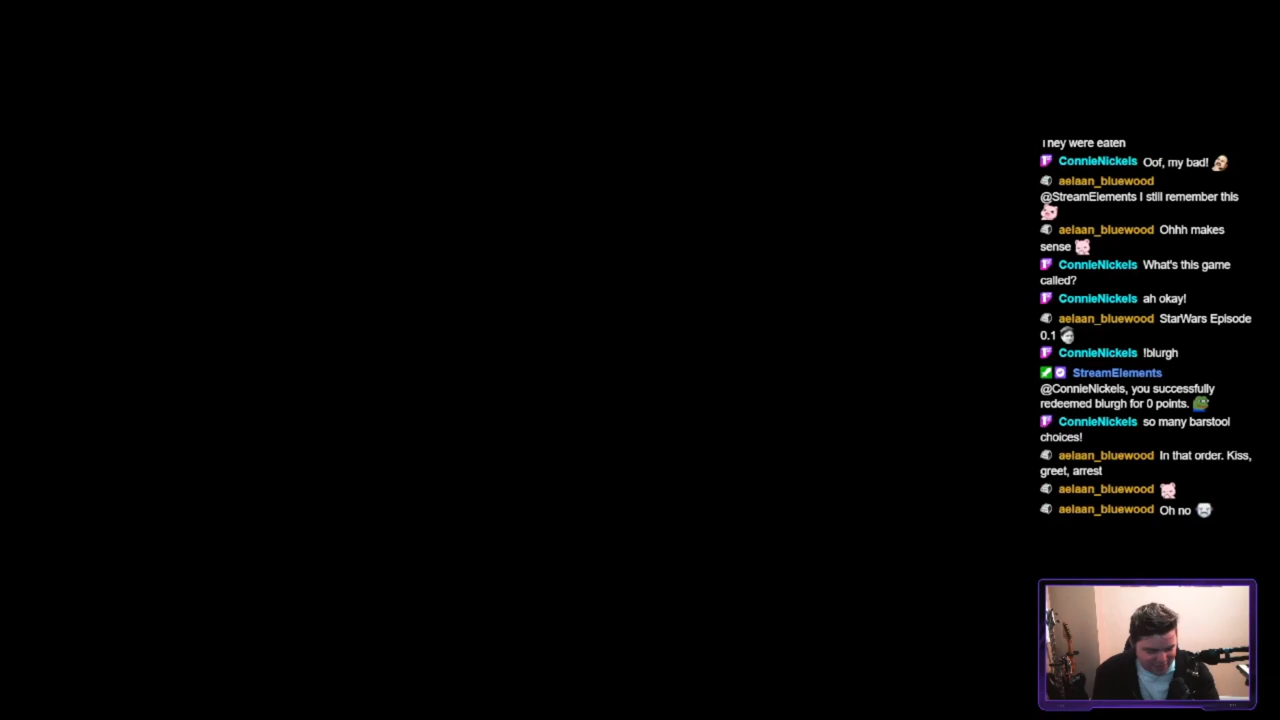 They were eaten
ConnieNickels Oof, my bad!
aelaan_bluewood
@StreamElements I still remember this
aelaan_bluewood Ohhh makes
sense
ConnieNickels What's this game
called?
ConnieNickels ah okay!
aelaan_bluewood StarWars Episode
0.1
ConnieNickels !blurgh
StreamElements
@ConnieNickels, you successfully
redeemed blurgh for 0 points.
ConnieNickels so many barstool
choices!
aelaan_bluewood In that order. Kiss,
greet, arrest
aelaan_bluewood
aelaan_bluewood Oh no